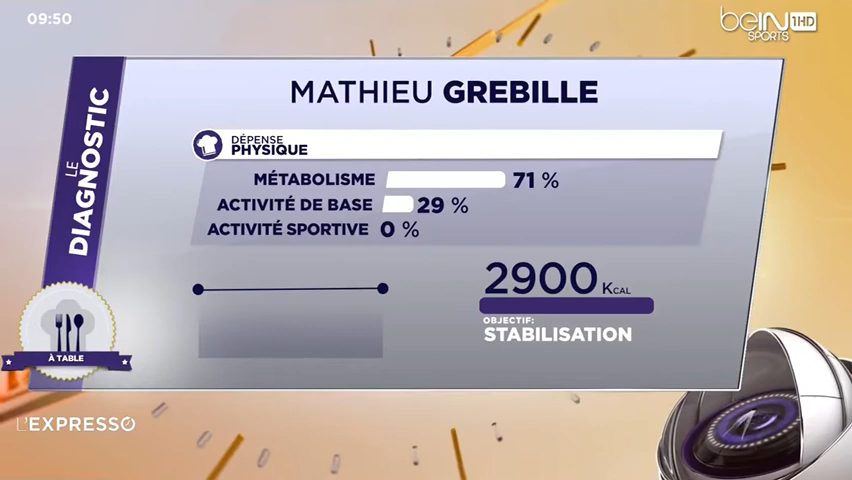 09:50
beIN 1HD
SPORTS
LE DIAGNOSTIC
MATHIEU GREBILLE
DÉPENSE
PHYSIQUE
MÉTABOLISME 71 %
ACTIVITÉ DE BASE 29 %
ACTIVITÉ SPORTIVE 0 %
2900 KCAL
OBJECTIF:
STABILISATION
À TABLE
L'EXPRESSO